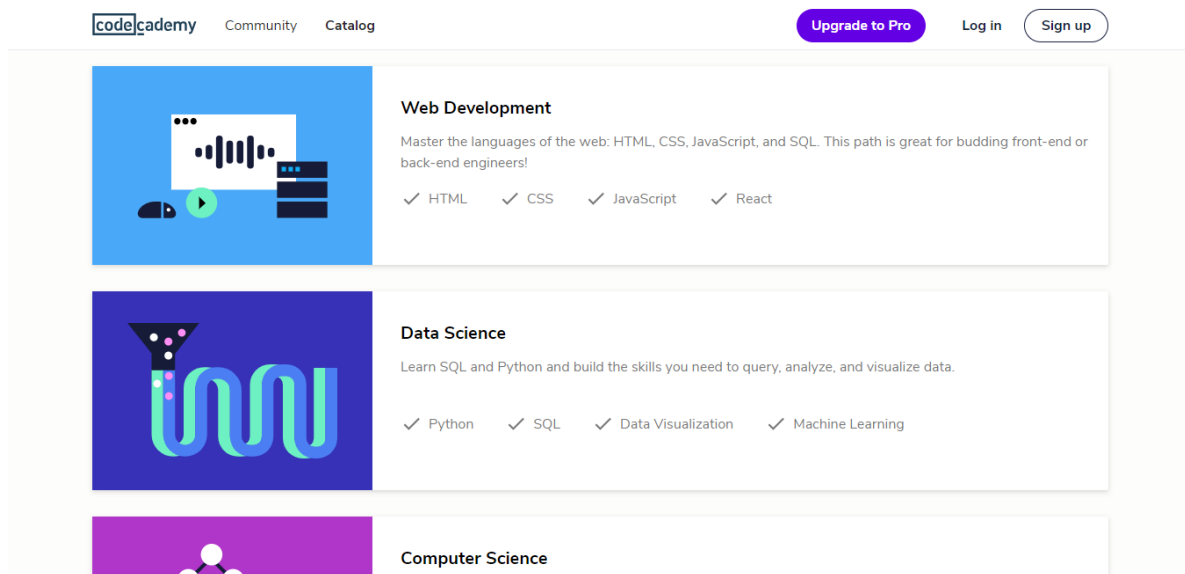 codecademy Community Catalog Upgrade to Pro Log in Sign up
Web Development
Master the languages of the web: HTML, CSS, JavaScript, and SQL. This path is great for budding front-end or
back-end engineers!
HTML CSS JavaScript React
Data Science
Learn SQL and Python and build the skills you need to query, analyze, and visualize data.
Python SQL Data Visualization Machine Learning
Computer Science